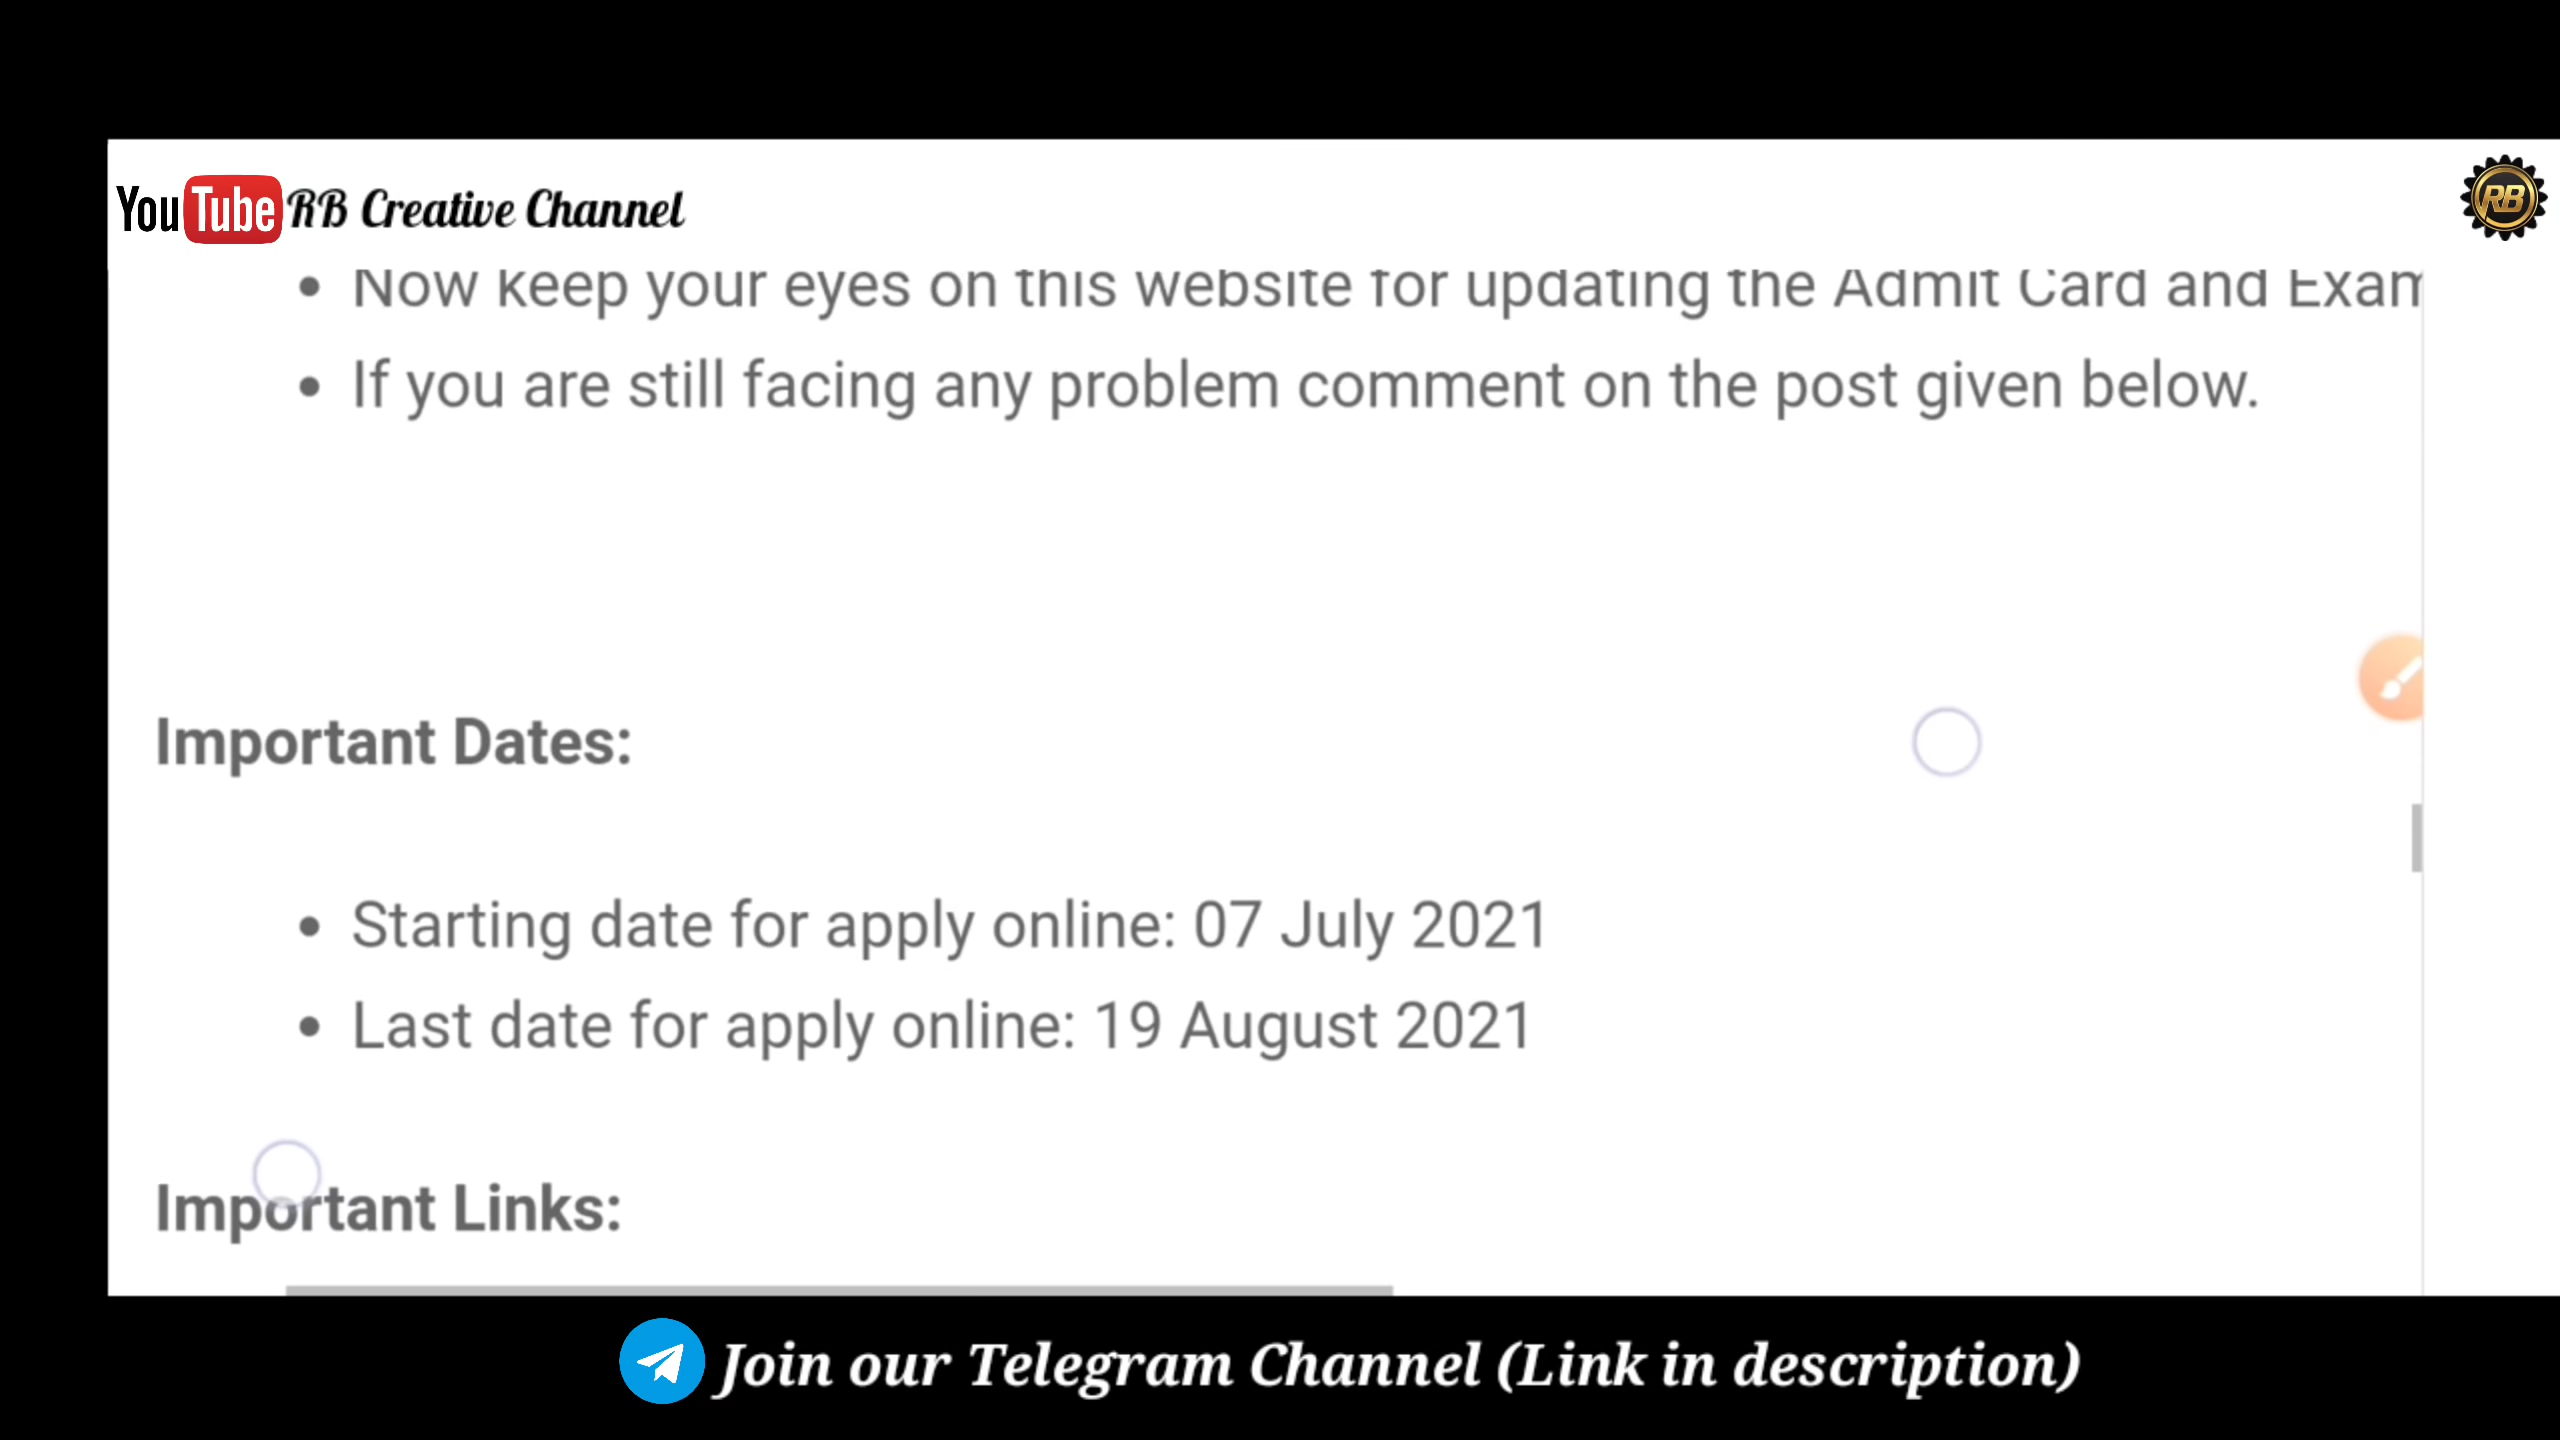 YouTube RB Creative Channel
RB
• Now keep your eyes on this website for updating the Admit Card and Exam
• If you are still facing any problem comment on the post given below.
Important Dates:
• Starting date for apply online: 07 July 2021
• Last date for apply online: 19 August 2021
Important Links:
Join our Telegram Channel (Link in description)